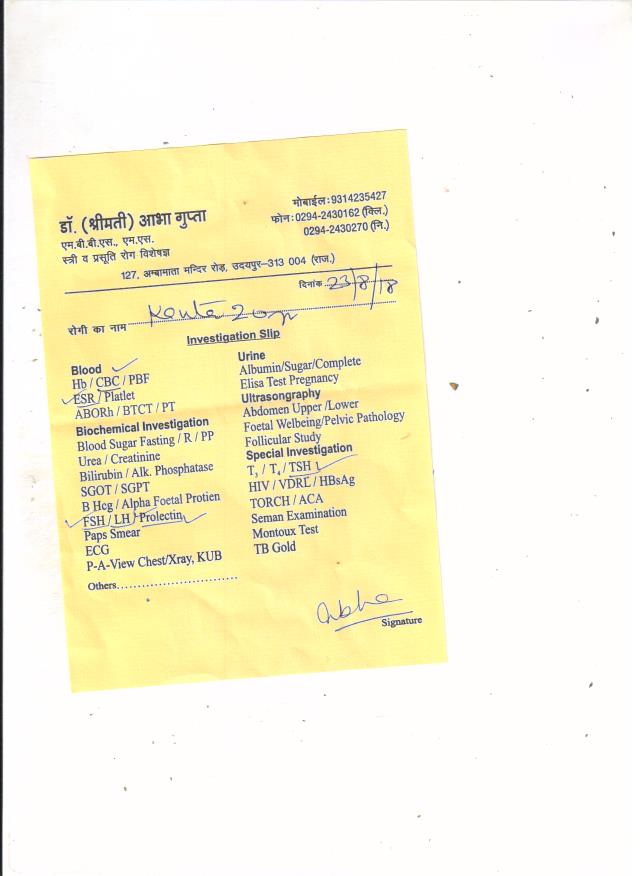 डॉ. (श्रीमती) आभा गुप्ता
एम.बी.बी.एस., एम.एस.
स्त्री व प्रसूति रोग विशेषज्ञ
मोबाईल:9314235427
फोन:0294-2430162 (क्लि.)
0294-2430270 (नि.)
127, अम्बामाता मन्दिर रोड़, उदयपुर–313 004 (राज.)
दिनांक 23/8/18
रोगी का नाम
Investigation Slip
Blood
Hb / CBC / PBF
ESR / Platlet
ABORh / BTCT / PT
Biochemical Investigation
Blood Sugar Fasting / R / PP
Urea / Creatinine
Bilirubin / Alk. Phosphatase
SGOT / SGPT
B Hcg / Alpha Foetal Protien
FSH / LH / Prolectin
Paps Smear
ECG
P-A-View Chest/Xray, KUB
Others
Urine
Albumin/Sugar/Complete
Elisa Test Pregnancy
Ultrasongraphy
Abdomen Upper /Lower
Foetal Welbeing/Pelvic Pathology
Follicular Study
Special Investigation
T₃ / T₄ / TSH
HIV / VDRL / HBsAg
TORCH / ACA
Seman Examination
Montoux Test
TB Gold
Signature